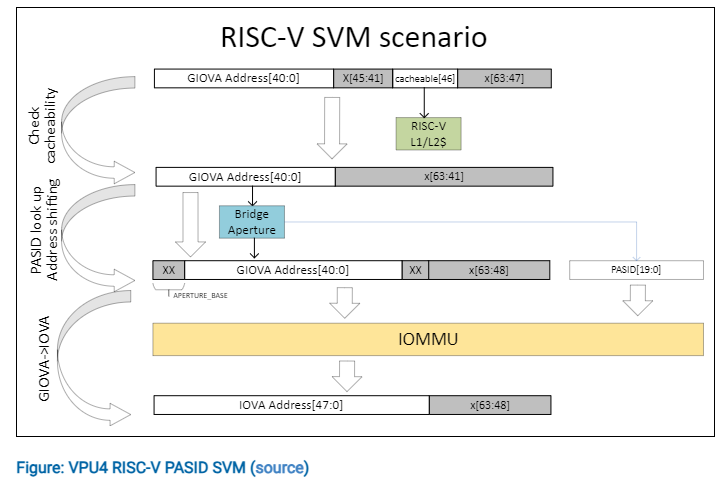 RISC-V SVM scenario
GIOVA Address[40:0]
X[45:41]
cacheable[46]
x[63:47]
Check
cacheability
RISC-V
L1/L2$
GIOVA Address[40:0]
x[63:41]
PASID look up
Address shifting
Bridge
Aperture
XX
GIOVA Address[40:0]
XX
x[63:48]
PASID[19:0]
APERTURE_BASE
GIOVA->IOVA
IOMMU
IOVA Address[47:0]
x[63:48]
Figure: VPU4 RISC-V PASID SVM (source)